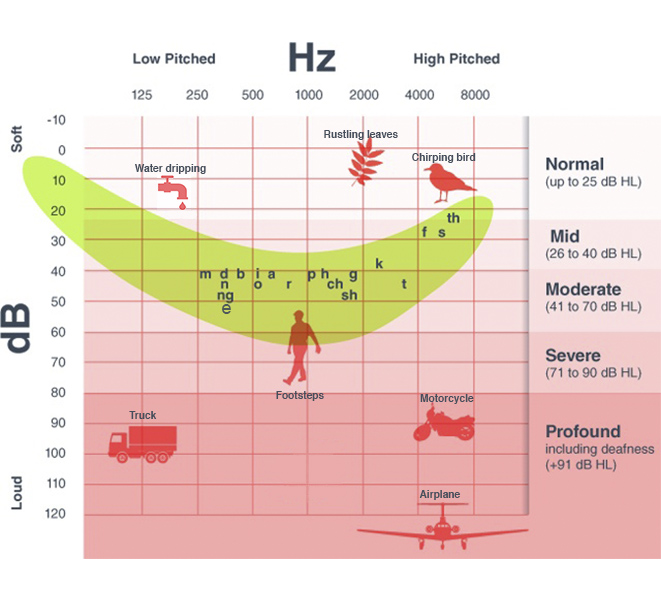 Hz
Low Pitched
High Pitched
125 250 500 1000 2000 4000 8000
dB
Soft
Loud
-10
0
10
20
30
40
50
60
70
80
90
100
110
120
Rustling leaves
Chirping bird
Water dripping
th
f s
k
m d b i a p h g
n o r ch t
ng sh
e
Footsteps
Motorcycle
Truck
Airplane
Normal
(up to 25 dB HL)
Mid
(26 to 40 dB HL)
Moderate
(41 to 70 dB HL)
Severe
(71 to 90 dB HL)
Profound
including deafness
(+91 dB HL)